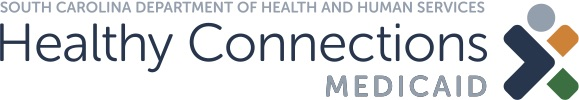 SOUTH CAROLINA DEPARTMENT OF HEALTH AND HUMAN SERVICES
Healthy Connections
MEDICAID